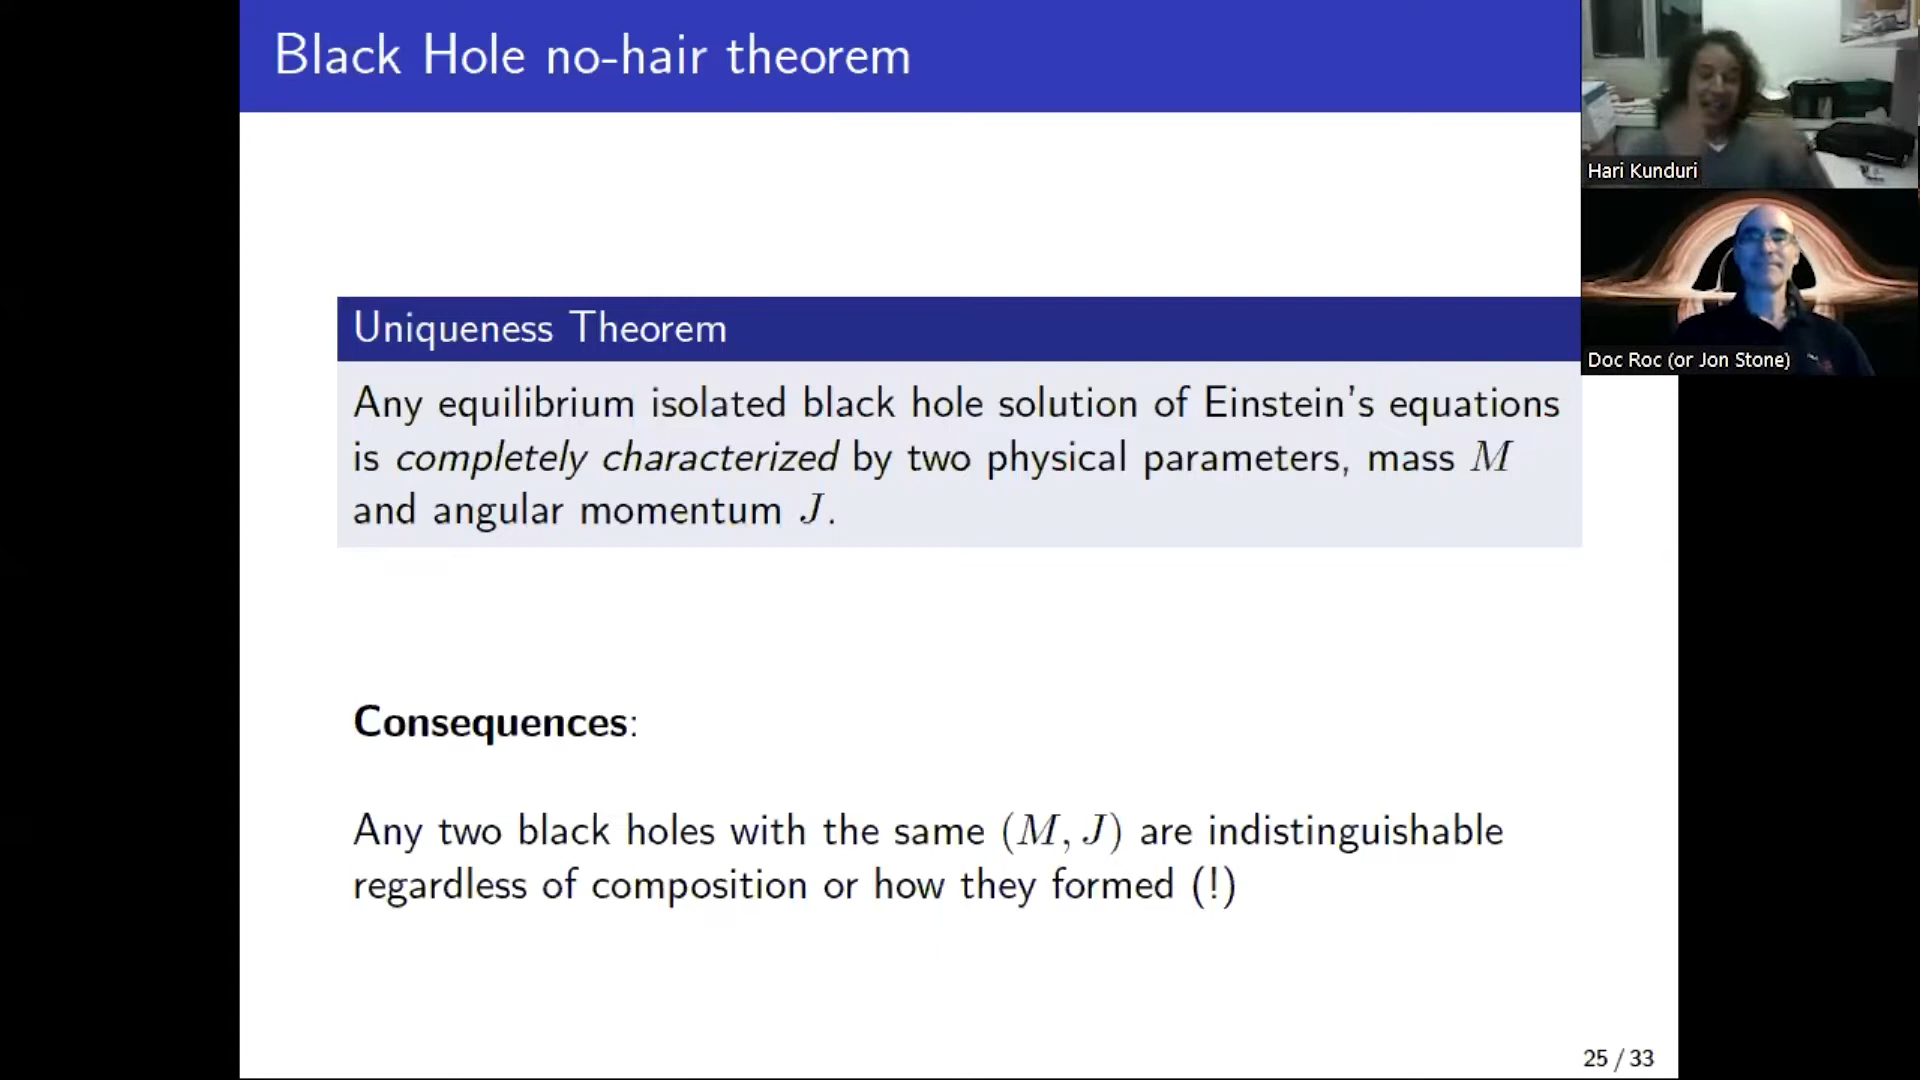 Black Hole no-hair theorem
Hari Kunduri
Doc Roc (or Jon Stone)
Uniqueness Theorem
Any equilibrium isolated black hole solution of Einstein's equations
is completely characterized by two physical parameters, mass M
and angular momentum J.
Consequences:
Any two black holes with the same (M, J) are indistinguishable
regardless of composition or how they formed (!)
25 / 33